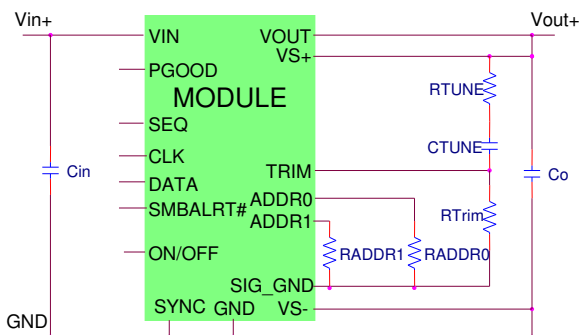 Vin+
Vout+
VIN
VOUT
VS+
PGOOD
RTUNE
MODULE
SEQ
CTUNE
CLK
TRIM
Cin
Co
DATA
ADDR0
SMBALRT#
RTrim
ADDR1
ON/OFF
RADDR1
RADDR0
SIG_GND
SYNC
GND
VS-
GND